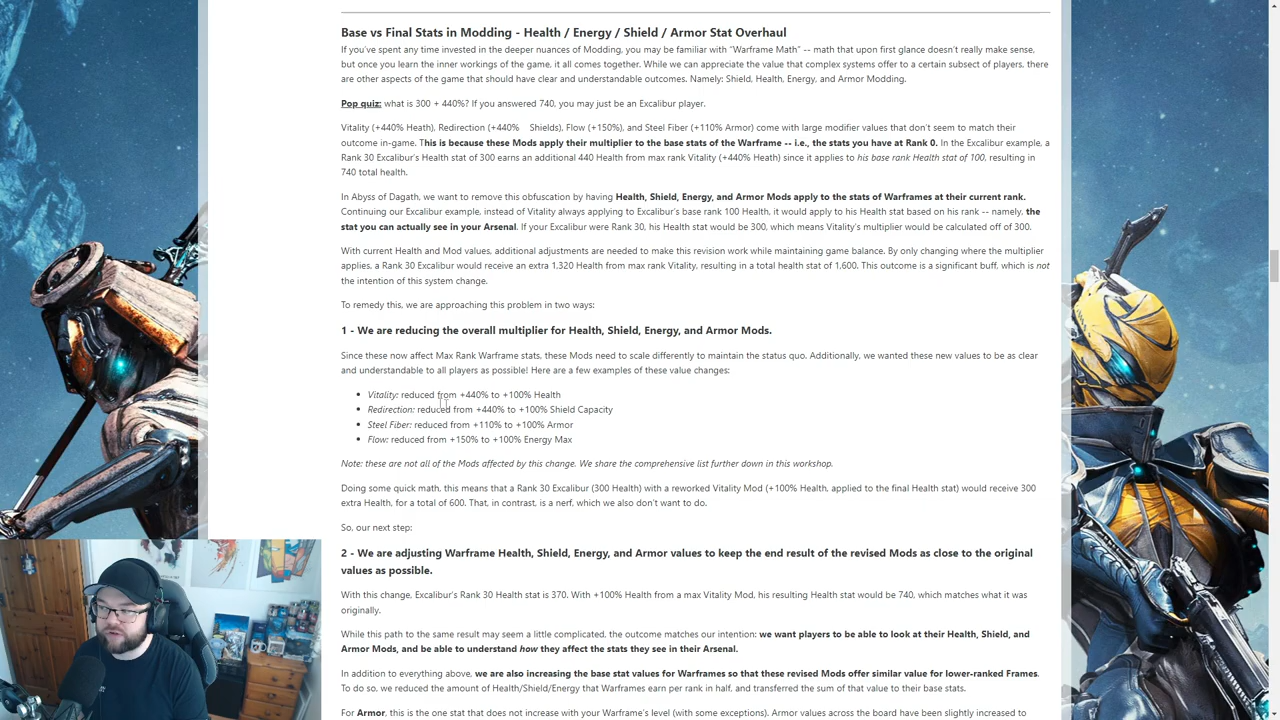 Base vs Final Stats in Modding - Health / Energy / Shield / Armor Stat Overhaul
If you've spent any time invested in the deeper nuances of Modding, you may be familiar with "Warframe Math" -- math that upon first glance doesn't really make sense,
but once you learn the inner workings of the game, it all comes together. While we can appreciate the value that complex systems offer to a certain subsect of players, there
are other aspects of the game that should have clear and understandable outcomes. Namely: Shield, Health, Energy, and Armor Modding.
Pop quiz: what is 300 + 440%? If you answered 740, you may just be an Excalibur player.
Vitality (+440% Heath), Redirection (+440% Shields), Flow (+150%), and Steel Fiber (+110% Armor) come with large modifier values that don't seem to match their
outcome in-game. This is because these Mods apply their multiplier to the base stats of the Warframe -- i.e., the stats you have at Rank 0. In the Excalibur example, a
Rank 30 Excalibur's Health stat of 300 earns an additional 440 Health from max rank Vitality (+440% Heath) since it applies to his base rank Health stat of 100, resulting in
740 total health.
In Abyss of Dagath, we want to remove this obfuscation by having Health, Shield, Energy, and Armor Mods apply to the stats of Warframes at their current rank.
Continuing our Excalibur example, instead of Vitality always applying to Excalibur's base rank 100 Health, it would apply to his Health stat based on his rank -- namely, the
stat you can actually see in your Arsenal. If your Excalibur were Rank 30, his Health stat would be 300, which means Vitality's multiplier would be calculated off of 300.
With current Health and Mod values, additional adjustments are needed to make this revision work while maintaining game balance. By only changing where the multiplier
applies, a Rank 30 Excalibur would receive an extra 1,320 Health from max rank Vitality, resulting in a total health stat of 1,600. This outcome is a significant buff, which is not
the intention of this system change.
To remedy this, we are approaching this problem in two ways:
1 - We are reducing the overall multiplier for Health, Shield, Energy, and Armor Mods.
Since these now affect Max Rank Warframe stats, these Mods need to scale differently to maintain the status quo. Additionally, we wanted these new values to be as clear
and understandable to all players as possible! Here are a few examples of these value changes:
• Vitality: reduced from +440% to +100% Health
• Redirection: reduced from +440% to +100% Shield Capacity
• Steel Fiber: reduced from +110% to +100% Armor
• Flow: reduced from +150% to +100% Energy Max
Note: these are not all of the Mods affected by this change. We share the comprehensive list further down in this workshop.
Doing some quick math, this means that a Rank 30 Excalibur (300 Health) with a reworked Vitality Mod (+100% Health, applied to the final Health stat) would receive 300
extra Health, for a total of 600. That, in contrast, is a nerf, which we also don't want to do.
So, our next step:
2 - We are adjusting Warframe Health, Shield, Energy, and Armor values to keep the end result of the revised Mods as close to the original
values as possible.
With this change, Excalibur's Rank 30 Health stat is 370. With +100% Health from a max Vitality Mod, his resulting Health stat would be 740, which matches what it was
originally.
While this path to the same result may seem a little complicated, the outcome matches our intention: we want players to be able to look at their Health, Shield, and
Armor Mods, and be able to understand how they affect the stats they see in their Arsenal.
In addition to everything above, we are also increasing the base stat values for Warframes so that these revised Mods offer similar value for lower-ranked Frames.
To do so, we reduced the amount of Health/Shield/Energy that Warframes earn per rank in half, and transferred the sum of that value to their base stats.
For Armor, this is the one stat that does not increase with your Warframe's level (with some exceptions). Armor values across the board have been slightly increased to